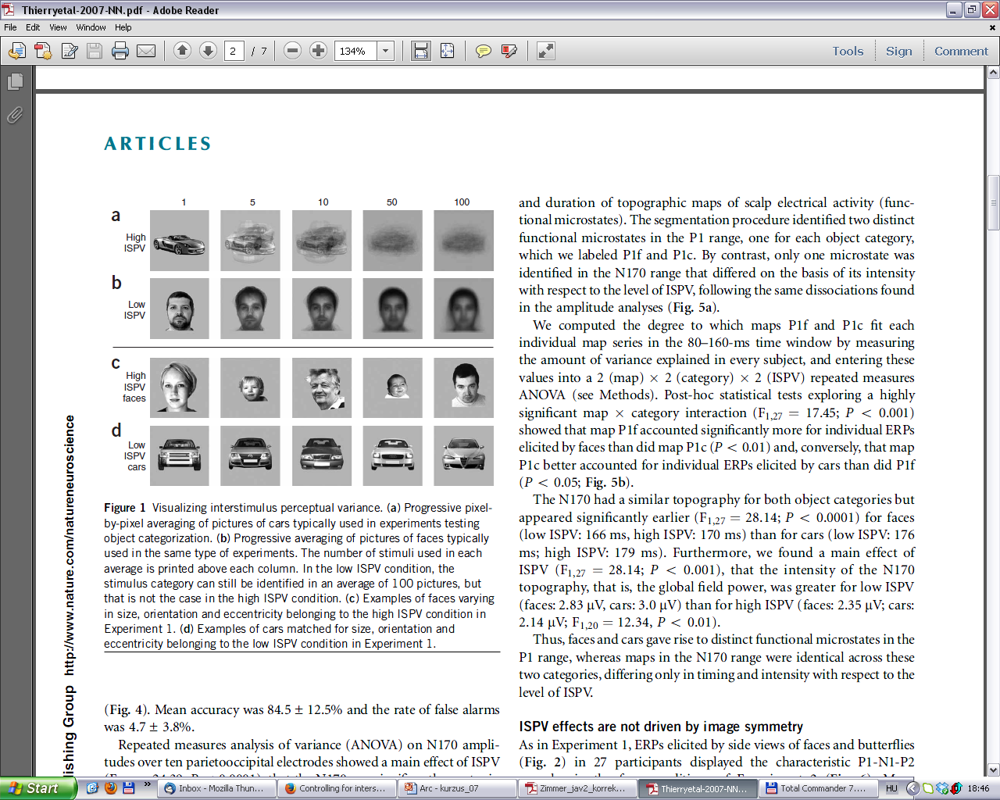 Thierryetal-2007-NN.pdf - Adobe Reader
File Edit View Window Help
2 / 7 134% Tools Sign Comment
ARTICLES
1 5 10 50 100
a
High
ISPV
b
Low
ISPV
c
High
ISPV
faces
d
Low
ISPV
cars
Figure 1 Visualizing interstimulus perceptual variance. (a) Progressive pixel-
by-pixel averaging of pictures of cars typically used in experiments testing
object categorization. (b) Progressive averaging of pictures of faces typically
used in the same type of experiments. The number of stimuli used in each
average is printed above each column. In the low ISPV condition, the
stimulus category can still be identified in an average of 100 pictures, but
that is not the case in the high ISPV condition. (c) Examples of faces varying
in size, orientation and eccentricity belonging to the high ISPV condition in
Experiment 1. (d) Examples of cars matched for size, orientation and
eccentricity belonging to the low ISPV condition in Experiment 1.
(Fig. 4). Mean accuracy was 84.5 ± 12.5% and the rate of false alarms
was 4.7 ± 3.8%.
Repeated measures analysis of variance (ANOVA) on N170 ampli-
tudes over ten parietooccipital electrodes showed a main effect of ISPV
and duration of topographic maps of scalp electrical activity (func-
tional microstates). The segmentation procedure identified two distinct
functional microstates in the P1 range, one for each object category,
which we labeled P1f and P1c. By contrast, only one microstate was
identified in the N170 range that differed on the basis of its intensity
with respect to the level of ISPV, following the same dissociations found
in the amplitude analyses (Fig. 5a).
We computed the degree to which maps P1f and P1c fit each
individual map series in the 80–160-ms time window by measuring
the amount of variance explained in every subject, and entering these
values into a 2 (map) × 2 (category) × 2 (ISPV) repeated measures
ANOVA (see Methods). Post-hoc statistical tests exploring a highly
significant map × category interaction (F1,27 = 17.45; P < 0.001)
showed that map P1f accounted significantly more for individual ERPs
elicited by faces than did map P1c (P < 0.01) and, conversely, that map
P1c better accounted for individual ERPs elicited by cars than did P1f
(P < 0.05; Fig. 5b).
The N170 had a similar topography for both object categories but
appeared significantly earlier (F1,27 = 28.14; P < 0.0001) for faces
(low ISPV: 166 ms, high ISPV: 170 ms) than for cars (low ISPV: 176
ms; high ISPV: 179 ms). Furthermore, we found a main effect of
ISPV (F1,27 = 28.14; P < 0.001), that the intensity of the N170
topography, that is, the global field power, was greater for low ISPV
(faces: 2.83 µV, cars: 3.0 µV) than for high ISPV (faces: 2.35 µV; cars:
2.14 µV; F1,20 = 12.34, P < 0.01).
Thus, faces and cars gave rise to distinct functional microstates in the
P1 range, whereas maps in the N170 range were identical across these
two categories, differing only in timing and intensity with respect to the
level of ISPV.
ISPV effects are not driven by image symmetry
As in Experiment 1, ERPs elicited by side views of faces and butterflies
(Fig. 2) in 27 participants displayed the characteristic P1-N1-P2
lishing Group http://www.nature.com/natureneuroscience
Start » Inbox - Mozilla Thun... Controlling for inters... Arc - kurzus_07 Zimmer_jav2_korrek... Thierryetal-2007-NN... Total Commander 7.... HU 18:46